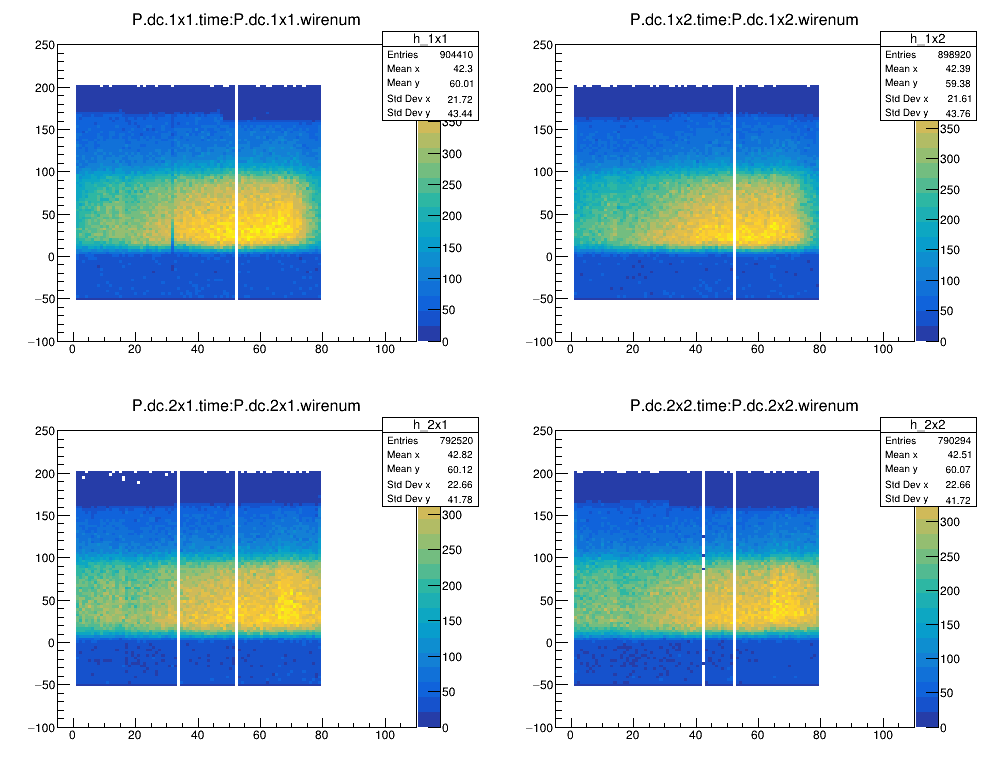 P.dc.1x1.time:P.dc.1x1.wirenum
h_1x1
Entries 904410
Mean x 42.3
Mean y 60.01
Std Dev x 21.72
Std Dev y 43.44
250
200
150
100
50
0
−50
−100
0 20 40 60 80 100
350
300
250
200
150
100
50
0
P.dc.1x2.time:P.dc.1x2.wirenum
h_1x2
Entries 898920
Mean x 42.39
Mean y 59.38
Std Dev x 21.61
Std Dev y 43.76
250
200
150
100
50
0
−50
−100
0 20 40 60 80 100
350
300
250
200
150
100
50
0
P.dc.2x1.time:P.dc.2x1.wirenum
h_2x1
Entries 792520
Mean x 42.82
Mean y 60.12
Std Dev x 22.66
Std Dev y 41.78
250
200
150
100
50
0
−50
−100
0 20 40 60 80 100
300
250
200
150
100
50
0
P.dc.2x2.time:P.dc.2x2.wirenum
h_2x2
Entries 790294
Mean x 42.51
Mean y 60.07
Std Dev x 22.66
Std Dev y 41.72
250
200
150
100
50
0
−50
−100
0 20 40 60 80 100
300
250
200
150
100
50
0